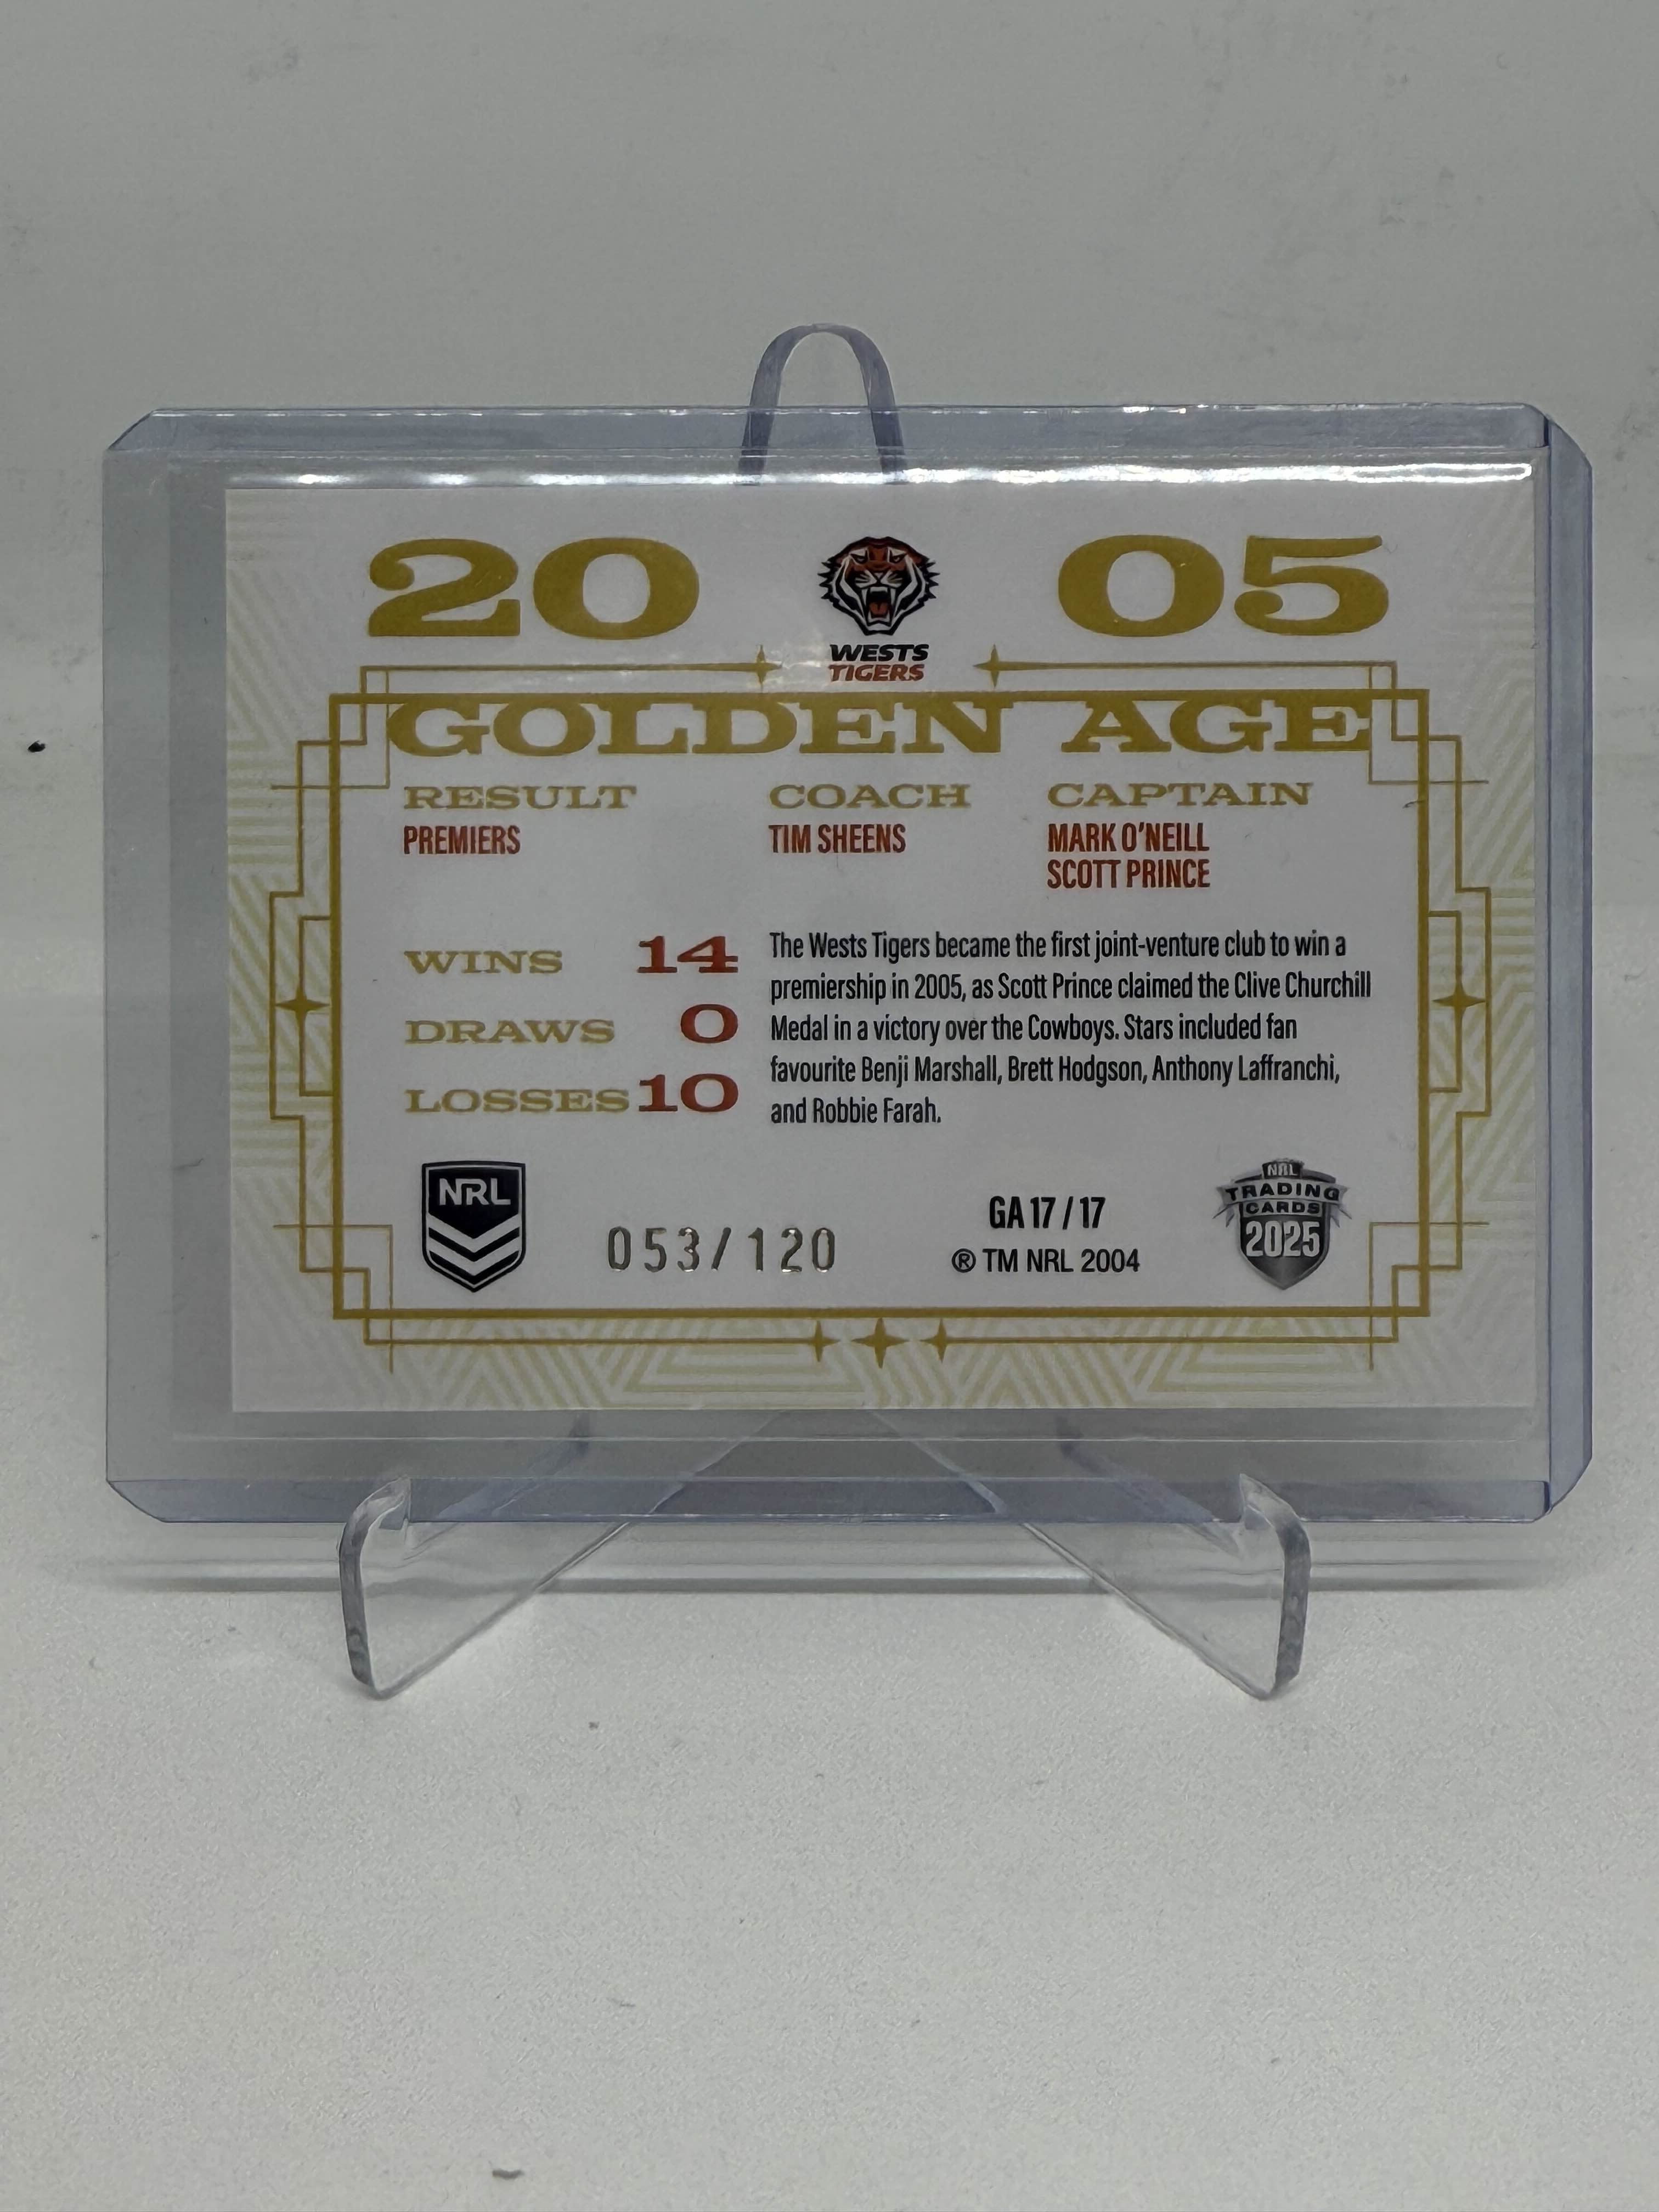 20 05
WESTS
TIGERS
GOLDEN AGE
RESULT COACH CAPTAIN
PREMIERS TIM SHEENS MARK O'NEILL
SCOTT PRINCE
WINS 14
DRAWS 0
LOSSES 10
The Wests Tigers became the first joint-venture club to win a
premiership in 2005, as Scott Prince claimed the Clive Churchill
Medal in a victory over the Cowboys. Stars included fan
favourite Benji Marshall, Brett Hodgson, Anthony Laffranchi,
and Robbie Farah.
NRL
053/120
GA 17 / 17
® TM NRL 2004
NRL
TRADING
CARDS
2025